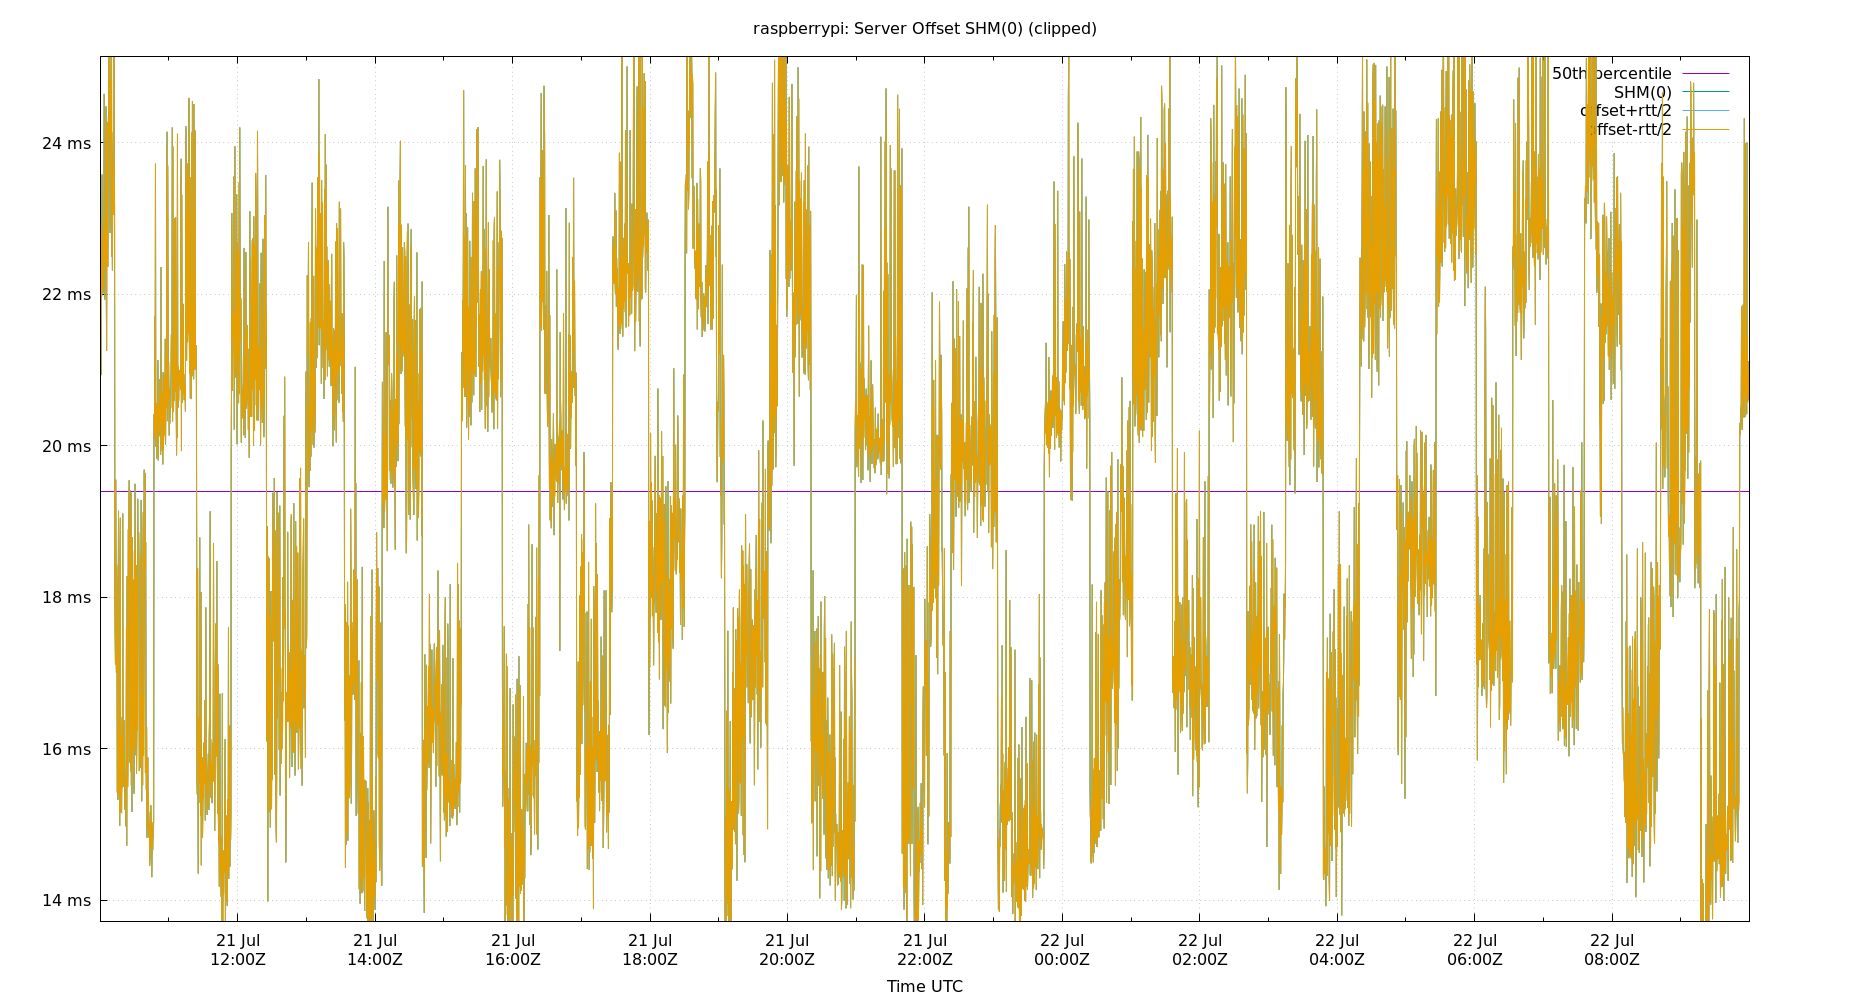 raspberrypi: Server Offset SHM(0) (clipped)
50th percentile
SHM(0)
offset+rtt/2
offset-rtt/2
24 ms
22 ms
20 ms
18 ms
16 ms
14 ms
21 Jul 12:00Z
21 Jul 14:00Z
21 Jul 16:00Z
21 Jul 18:00Z
21 Jul 20:00Z
21 Jul 22:00Z
22 Jul 00:00Z
22 Jul 02:00Z
22 Jul 04:00Z
22 Jul 06:00Z
22 Jul 08:00Z
Time UTC